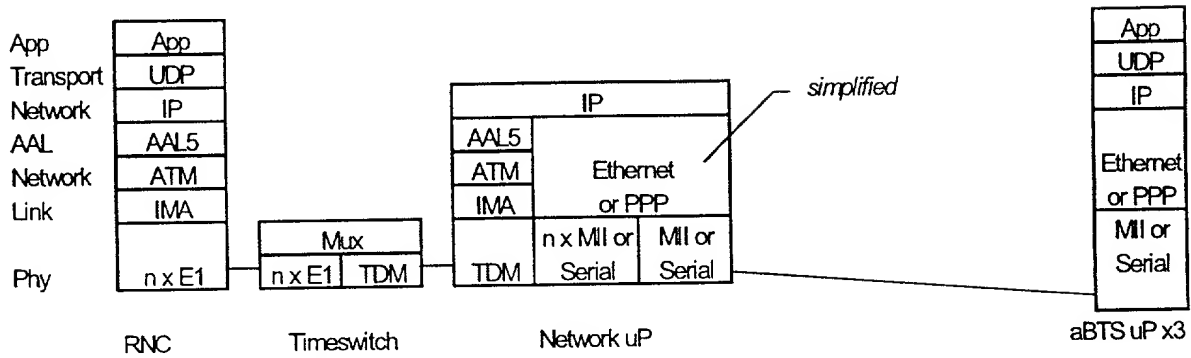 App App App
Transport UDP UDP
Network IP IP simplified IP
AAL AAL5 AAL5
Network ATM ATM Ethernet Ethernet
Link IMA IMA or PPP or PPP
Mux n x MII or MII or MII or
Phy n x E1 n x E1 TDM TDM Serial Serial Serial
RNC Timeswitch Network uP aBTS uP x3